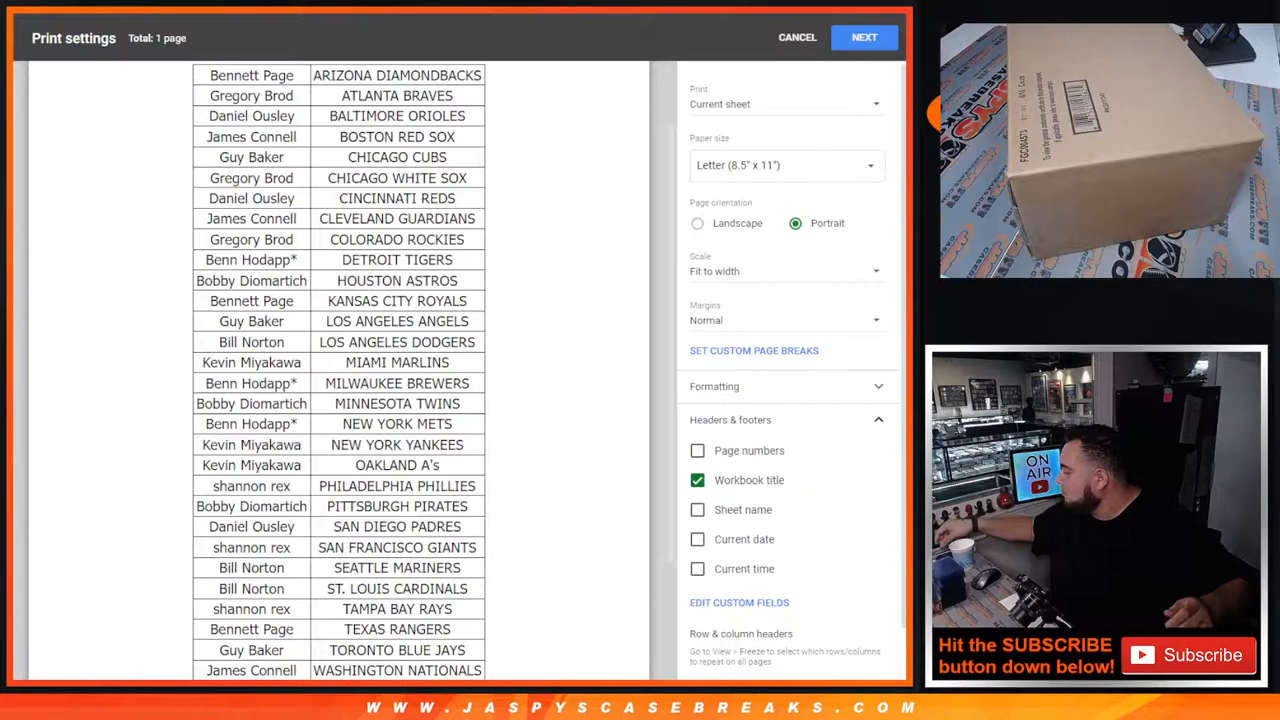 Print settings Total: 1 page CANCEL NEXT
Bennett Page ARIZONA DIAMONDBACKS
Gregory Brod ATLANTA BRAVES
Daniel Ousley BALTIMORE ORIOLES
James Connell BOSTON RED SOX
Guy Baker CHICAGO CUBS
Gregory Brod CHICAGO WHITE SOX
Daniel Ousley CINCINNATI REDS
James Connell CLEVELAND GUARDIANS
Gregory Brod COLORADO ROCKIES
Benn Hodapp* DETROIT TIGERS
Bobby Diomartich HOUSTON ASTROS
Bennett Page KANSAS CITY ROYALS
Guy Baker LOS ANGELES ANGELS
Bill Norton LOS ANGELES DODGERS
Kevin Miyakawa MIAMI MARLINS
Benn Hodapp* MILWAUKEE BREWERS
Bobby Diomartich MINNESOTA TWINS
Benn Hodapp* NEW YORK METS
Kevin Miyakawa NEW YORK YANKEES
Kevin Miyakawa OAKLAND A's
shannon rex PHILADELPHIA PHILLIES
Bobby Diomartich PITTSBURGH PIRATES
Daniel Ousley SAN DIEGO PADRES
shannon rex SAN FRANCISCO GIANTS
Bill Norton SEATTLE MARINERS
Bill Norton ST. LOUIS CARDINALS
shannon rex TAMPA BAY RAYS
Bennett Page TEXAS RANGERS
Guy Baker TORONTO BLUE JAYS
James Connell WASHINGTON NATIONALS
Print
Current sheet
Paper size
Letter (8.5" x 11")
Page orientation
Landscape Portrait
Scale
Fit to width
Margins
Normal
SET CUSTOM PAGE BREAKS
Formatting
Headers & footers
Page numbers
Workbook title
Sheet name
Current date
Current time
EDIT CUSTOM FIELDS
Row & column headers
Go to View > Freeze to select which rows/columns
to repeat on all pages
FGC004573
CASEBREAKS.COM
ON
AIR
Hit the SUBSCRIBE
button down below!
Subscribe
WWW.JASPYSCASEBREAKS.COM